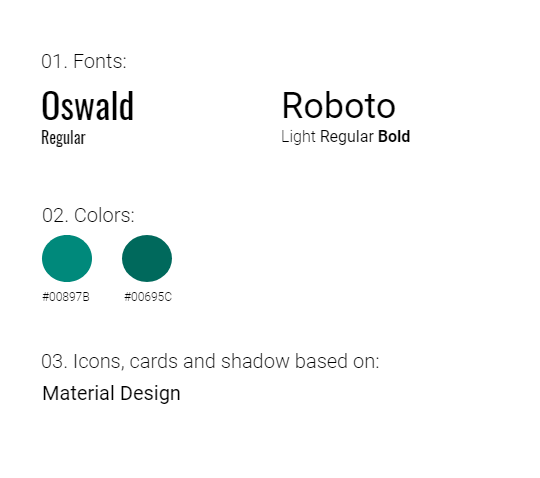 01. Fonts:
Oswald
Regular
Roboto
Light Regular Bold
02. Colors:
#00897B
#00695C
03. Icons, cards and shadow based on:
Material Design